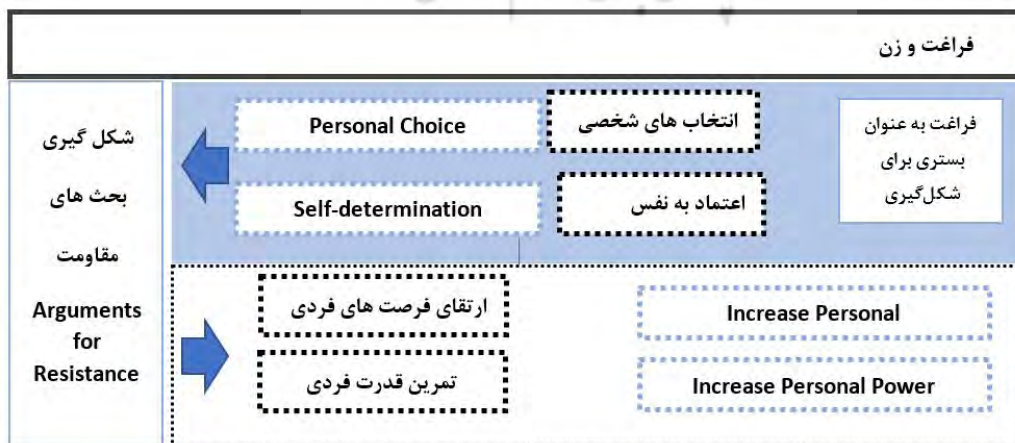 فراغت و زن
فراغت به عنوان
بستری برای
شکل‌گیری
انتخاب های شخصی
Personal Choice
اعتماد به نفس
Self-determination
شکل گیری
بحث های
مقاومت
Arguments
for
Resistance
ارتقای فرصت های فردی
Increase Personal
تمرین قدرت فردی
Increase Personal Power